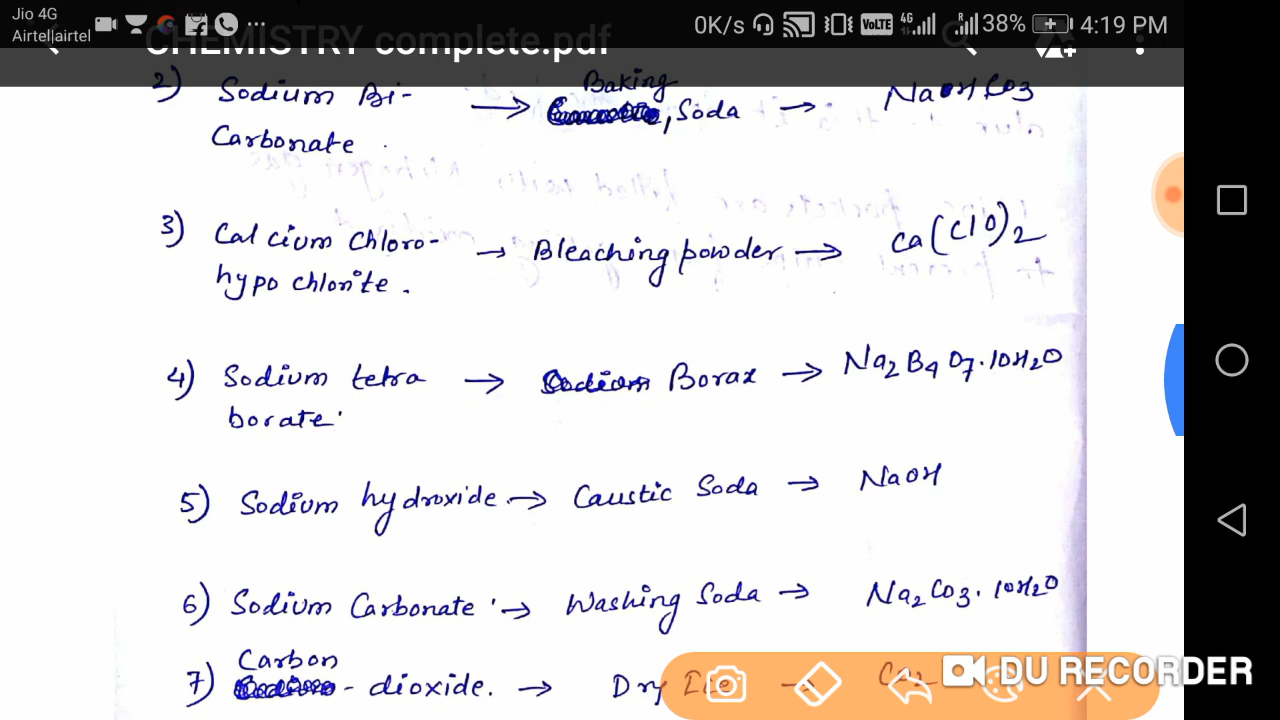 Jio 4G
Airtel|airtel
0K/s VoLTE 4G R 38% 4:19 PM
CHEMISTRY complete.pdf
2) Sodium Bi- → Baking Soda →
Carbonate.
3) Calcium Chloro- → Bleaching powder → Ca(ClO)2
hypo chlorite.
4) Sodium tetra → Borax → Na2B4O7.10H2O
borate.
5) Sodium hydroxide. → Caustic Soda → NaOH
6) Sodium Carbonate → Washing Soda → Na2CO3.10H2O
7) Carbon - dioxide. → Dry Ice →
DU RECORDER